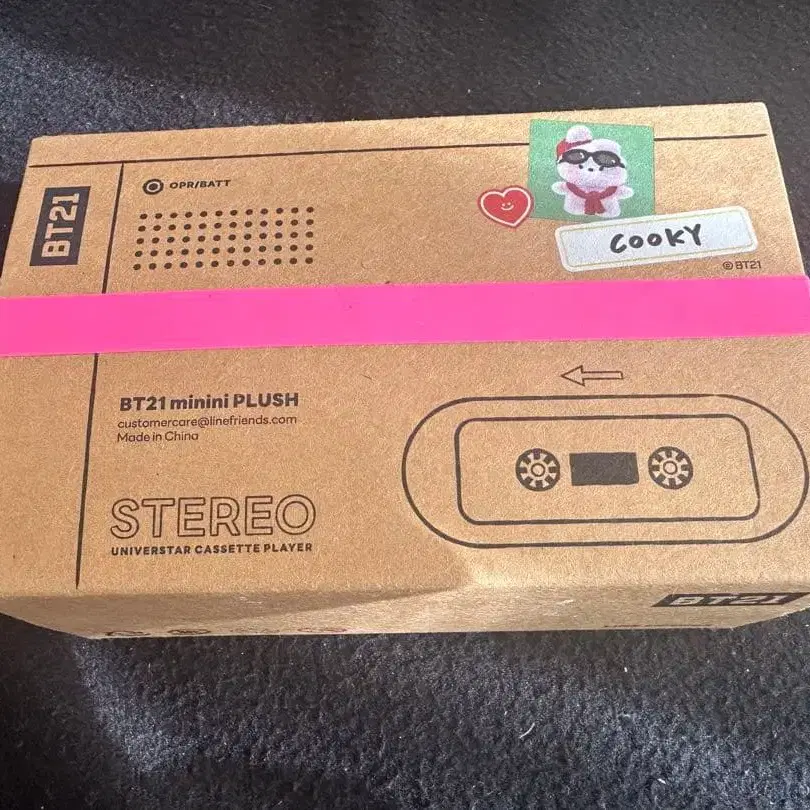 BT21
OPR/BATT
COOKY
© BT21
BT21 minini PLUSH
customercare@linefriends.com
Made in China
STEREO
UNIVERSTAR CASSETTE PLAYER
BT21